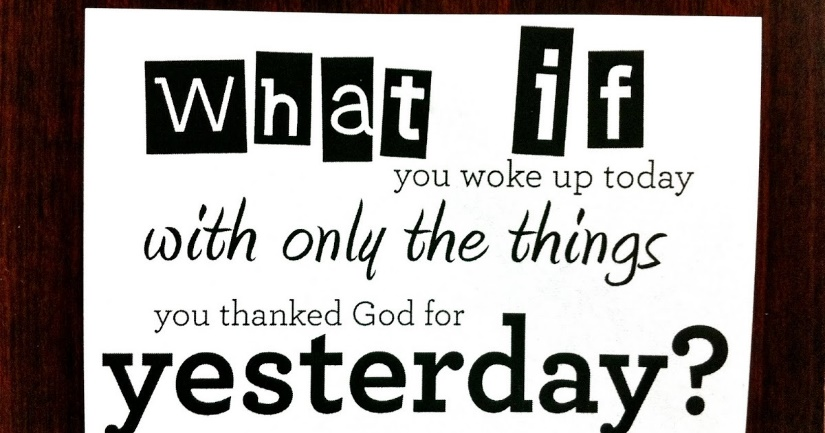 What if
you woke up today
with only the things
you thanked God for
yesterday?